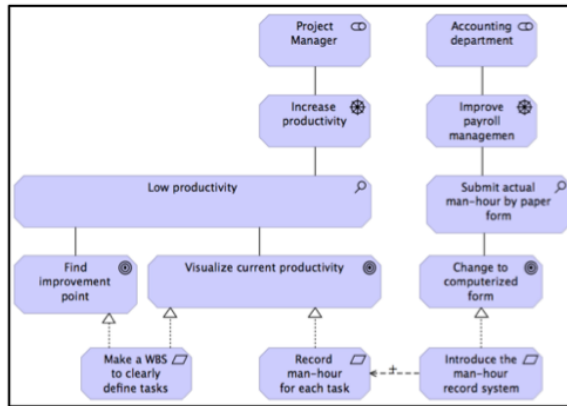 Project
Manager
Accounting
department
Increase
productivity
Improve
payroll
managemen
Low productivity
Submit actual
man-hour by paper
form
Find
improvement
point
Visualize current productivity
Change to
computerized
form
Make a WBS
to clearly
define tasks
Record
man-hour
for each task
+
Introduce the
man-hour
record system